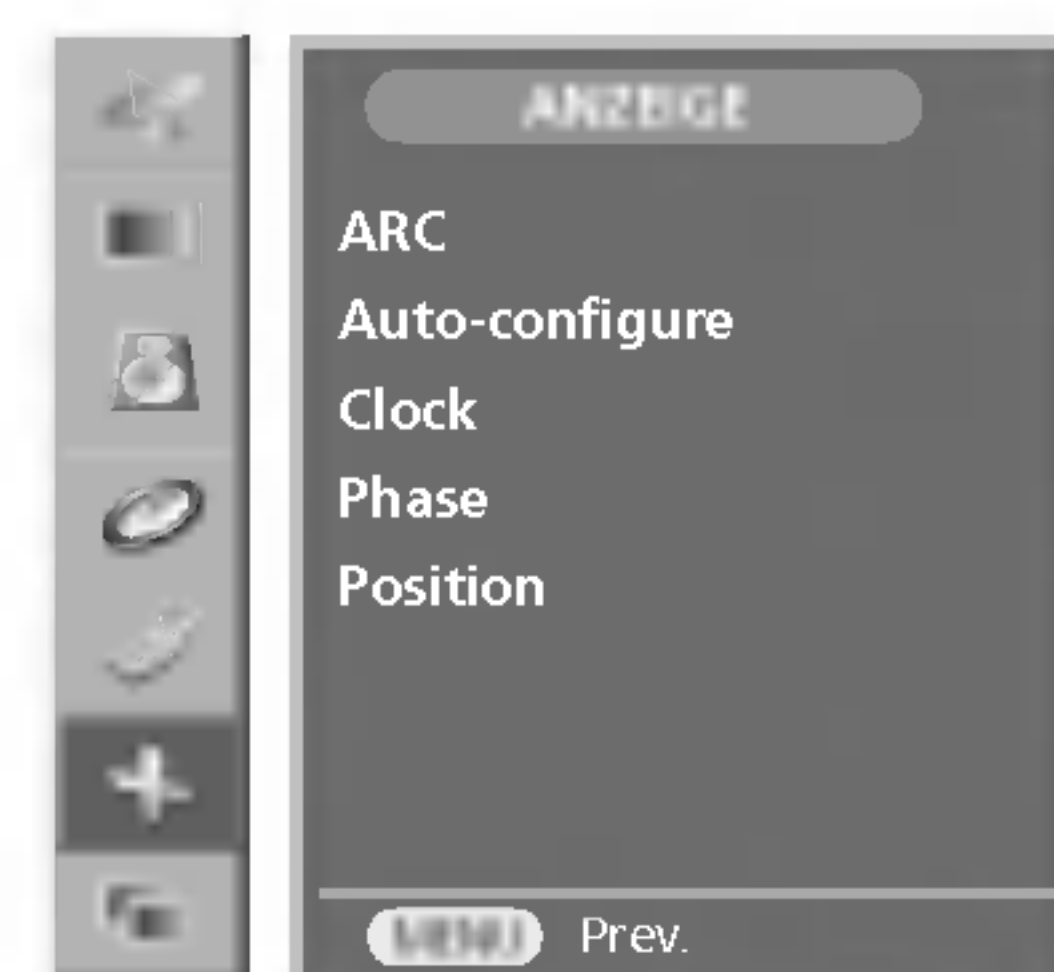 ANZEIGE
ARC
Auto-configure
Clock
Phase
Position
MENU Prev.